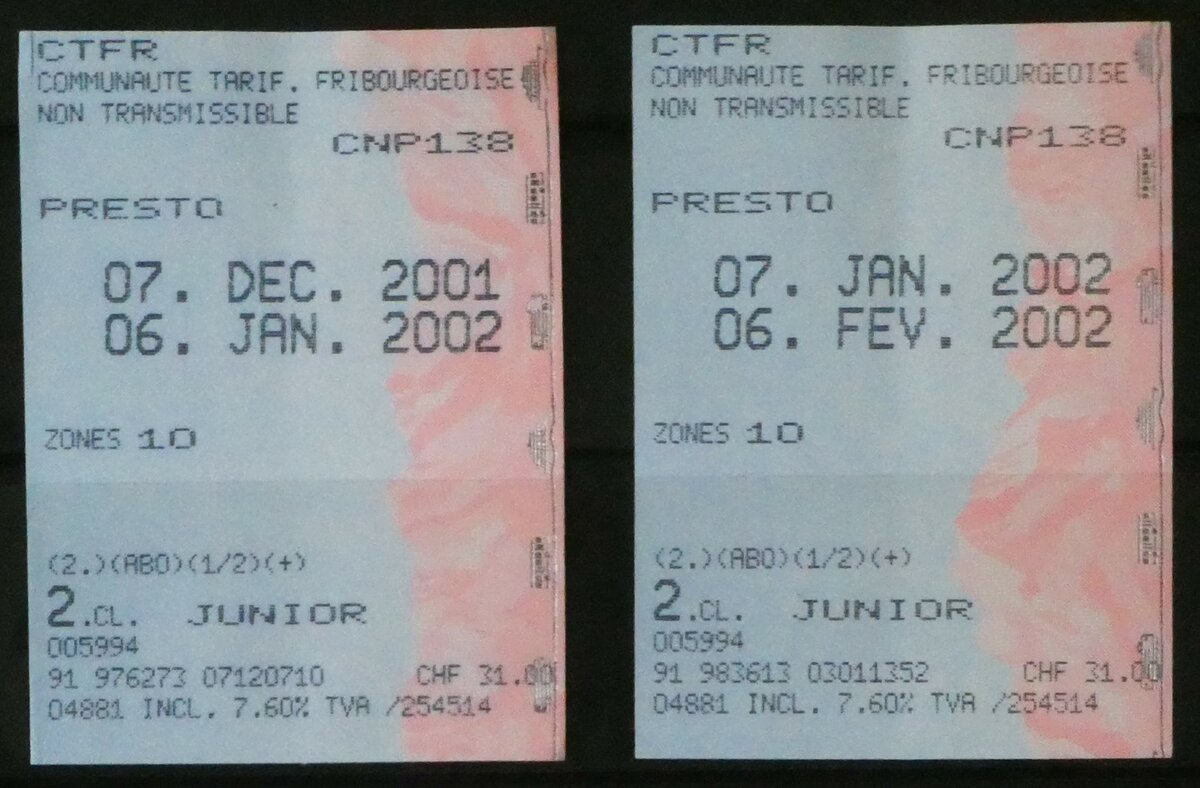 CTFR
COMMUNAUTE TARIF. FRIBOURGEOISE
NON TRANSMISSIBLE
CNP138
PRESTO
07. DEC. 2001
06. JAN. 2002
ZONES 10
(2.)(ABO)(1/2)(+)
2.CL. JUNIOR
005994
91 976273 07120710 CHF 31.00
04881 INCL. 7.60% TVA /254514
CTFR
COMMUNAUTE TARIF. FRIBOURGEOISE
NON TRANSMISSIBLE
CNP138
PRESTO
07. JAN. 2002
06. FEV. 2002
ZONES 10
(2.)(ABO)(1/2)(+)
2.CL. JUNIOR
005994
91 983613 03011352 CHF 31.00
04881 INCL. 7.60% TVA /254514